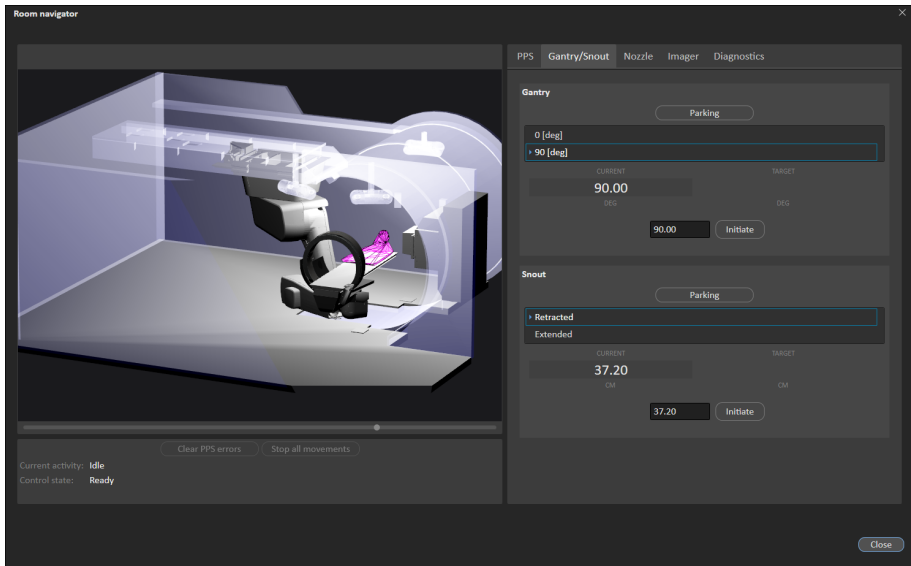 Room navigator
PPS Gantry/Snout Nozzle Imager Diagnostics
Gantry
Parking
0 [deg]
90 [deg]
CURRENT TARGET
90.00
DEG DEG
90.00 Initiate
Snout
Parking
Retracted
Extended
CURRENT TARGET
37.20
CM CM
37.20 Initiate
Clear PPS errors Stop all movements
Current activity: Idle
Control state: Ready
Close